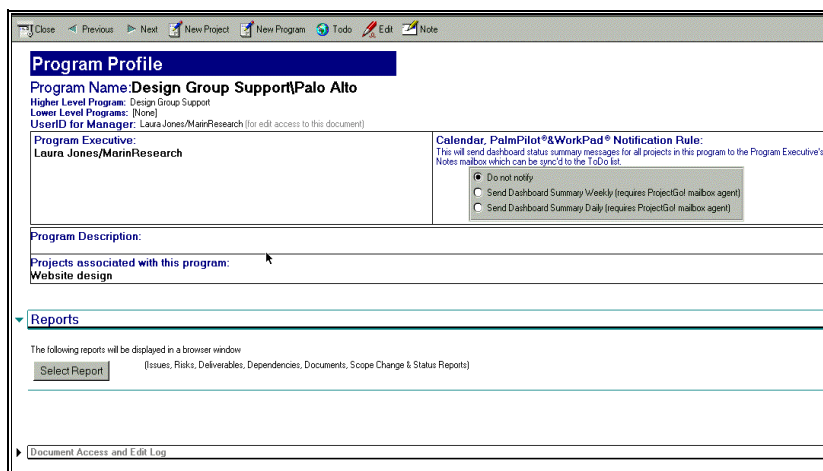 Close Previous Next New Project New Program Todo Edit Note
Program Profile
Program Name:Design Group Support\Palo Alto
Higher Level Program: Design Group Support
Lower Level Programs: [None]
UserID for Manager: Laura Jones/MarinResearch (for edit access to this document)
Program Executive:
Laura Jones/MarinResearch
Calendar, PalmPilot®&WorkPad® Notification Rule:
This will send dashboard status summary messages for all projects in this program to the Program Executive's
Notes mailbox which can be sync'd to the ToDo list.
Do not notify
Send Dashboard Summary Weekly (requires ProjectGo! mailbox agent)
Send Dashboard Summary Daily (requires ProjectGo! mailbox agent)
Program Description:
Projects associated with this program:
Website design
Reports
The following reports will be displayed in a browser window
Select Report (Issues, Risks, Deliverables, Dependencies, Documents, Scope Change & Status Reports)
Document Access and Edit Log